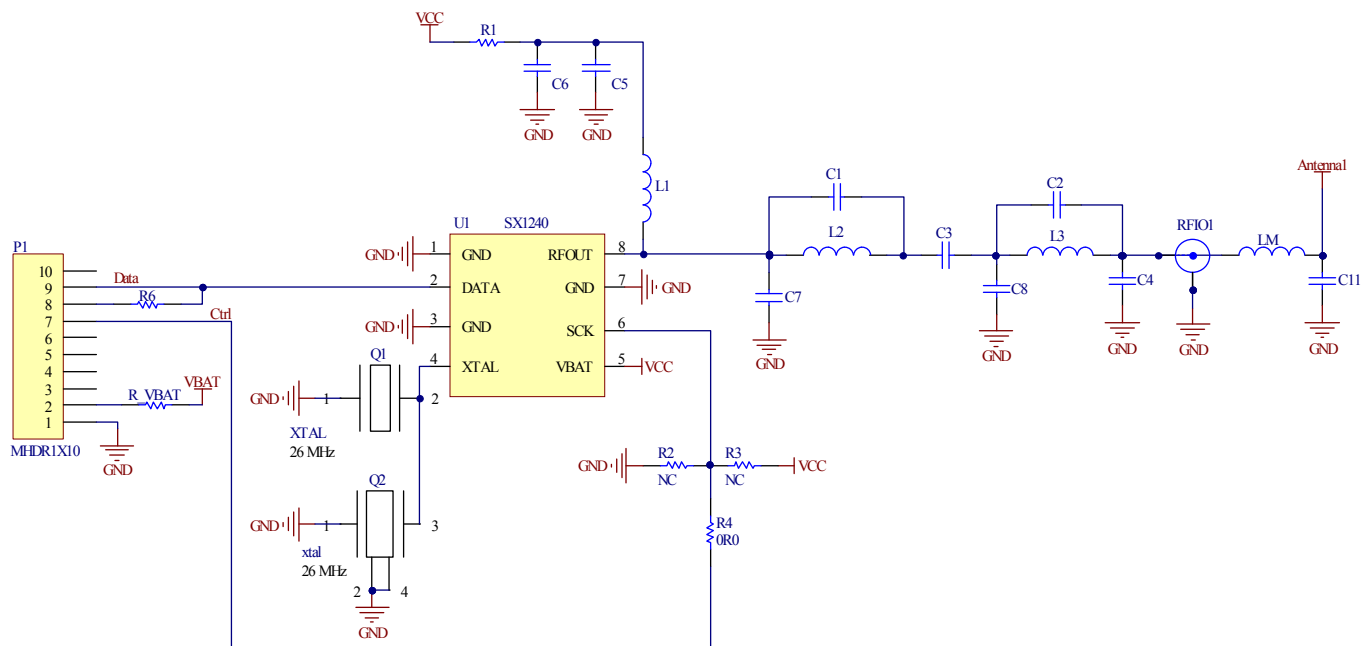 VCC
R1
C6
C5
GND
GND
L1
C1
C2
Antenna1
L2
C3
L3
RFIO1
LM
C7
C8
C4
C11
GND
GND
GND
GND
GND
U1 SX1240
GND 1 GND RFOUT 8
2 DATA GND 7 GND
GND 3 GND SCK 6
4 XTAL VBAT 5 VCC
P1
10
9 Data
8 R6
7 Ctrl
6
5
4
3
2 R_VBAT VBAT
1
GND
MHDR1X10
Q1
GND 1 2
XTAL
26 MHz
Q2
GND 1 3
xtal
26 MHz
2 4
GND
GND R2 R3 VCC
NC NC
R4
0R0